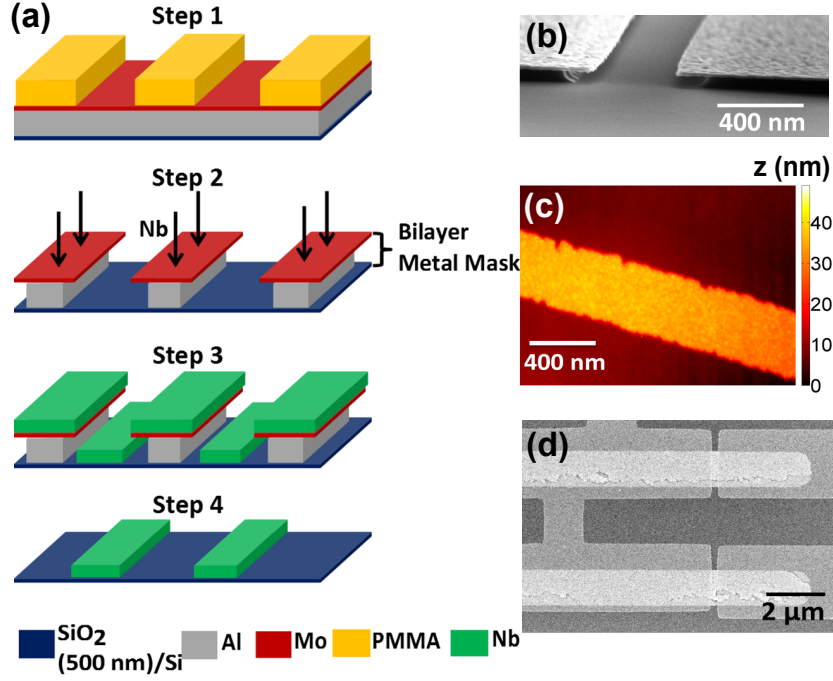 (a)
Step 1
Step 2
Nb
Bilayer
Metal Mask
Step 3
Step 4
SiO2
(500 nm)/Si
Al
Mo
PMMA
Nb
(b)
400 nm
z (nm)
(c)
400 nm
40
30
20
10
0
(d)
2 μm